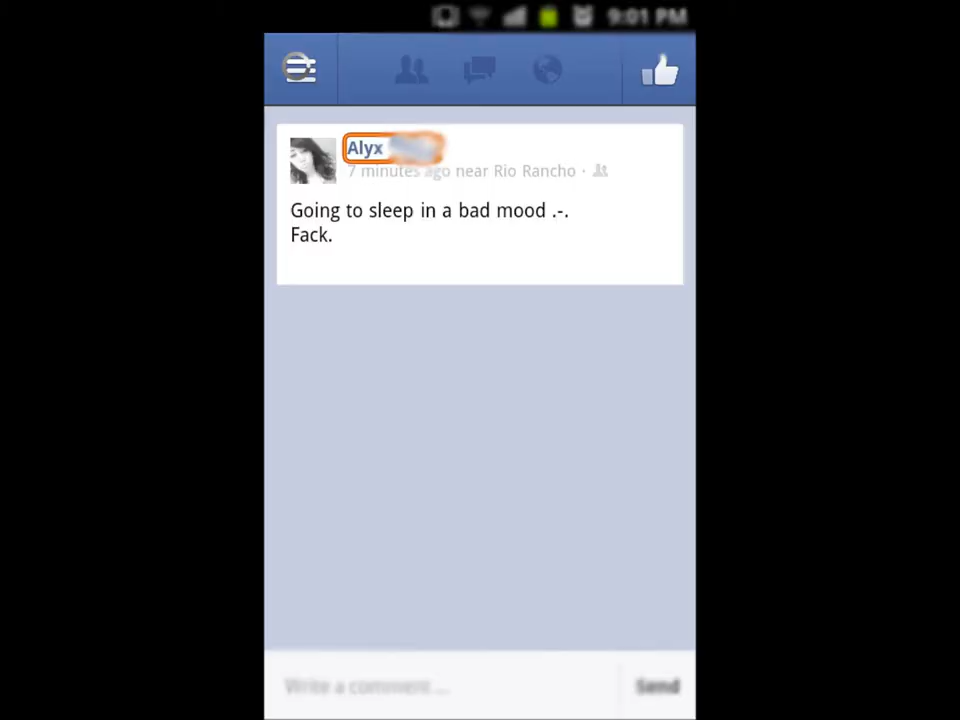 9:01 PM
Alyx
7 minutes ago near Rio Rancho ·
Going to sleep in a bad mood .-.
Fack.
Write a comment...
Send